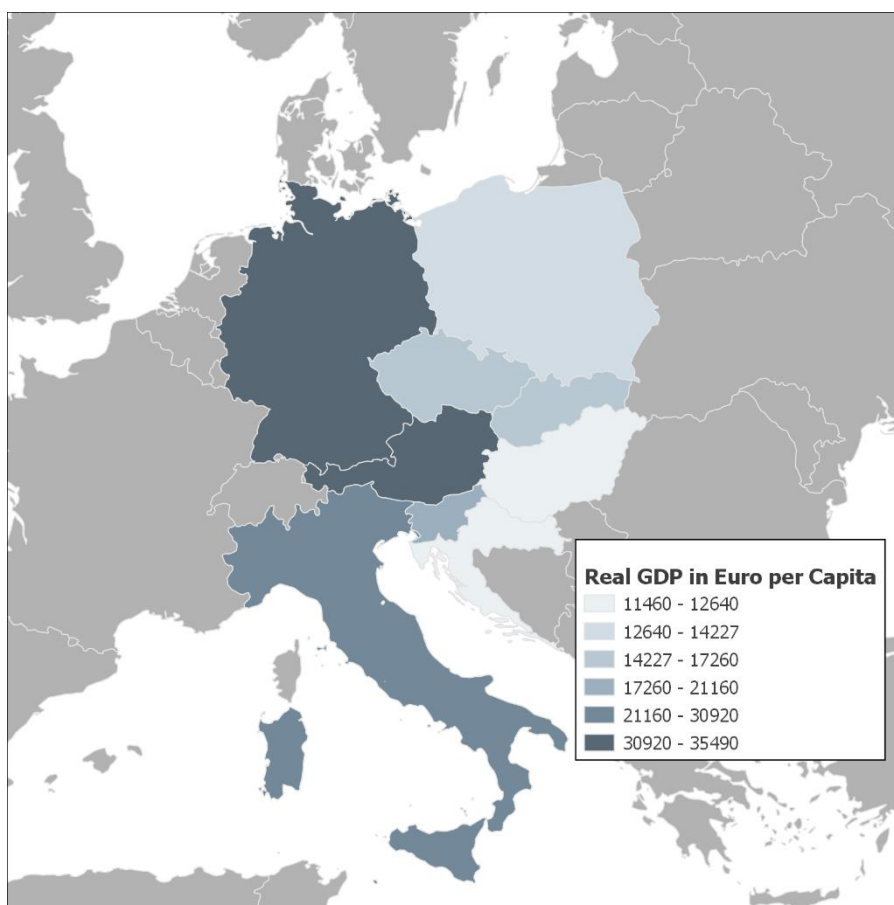 Real GDP in Euro per Capita
11460 - 12640
12640 - 14227
14227 - 17260
17260 - 21160
21160 - 30920
30920 - 35490